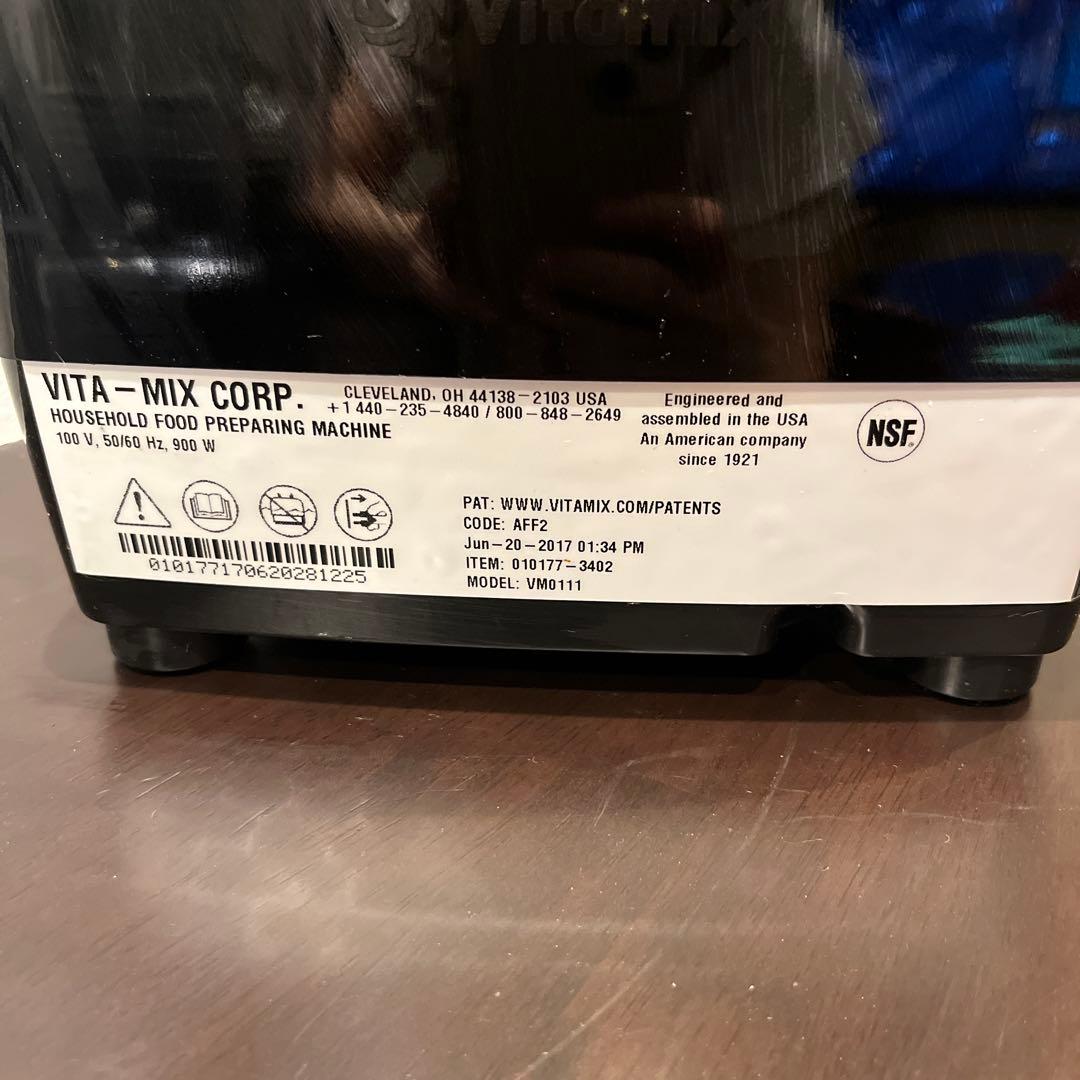 Vitamix
VITA-MIX CORP.
CLEVELAND, OH 44138-2103 USA
+1 440-235-4840 / 800-848-2649
HOUSEHOLD FOOD PREPARING MACHINE
100 V, 50/60 Hz, 900 W
Engineered and
assembled in the USA
An American company
since 1921
NSF
PAT: WWW.VITAMIX.COM/PATENTS
CODE: AFF2
Jun-20-2017 01:34 PM
ITEM: 010177-3402
MODEL: VM0111
010177170620281225